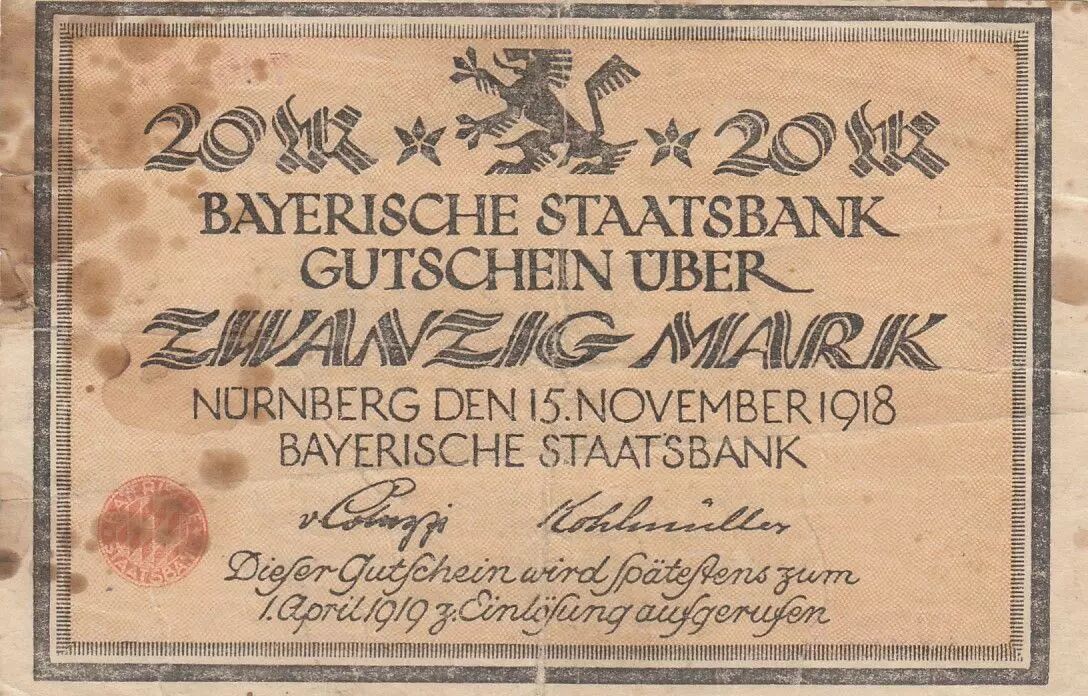 20 M 20 M
BAYERISCHE STAATSBANK
GUTSCHEIN ÜBER
ZWANZIG MARK
NÜRNBERG DEN 15. NOVEMBER 1918
BAYERISCHE STAATSBANK
Kohlmüller
Dieſer Gutſchein wird ſpäteſtens zum
1. April 1919 z. Einlöſung aufgerufen
STAATSBANK